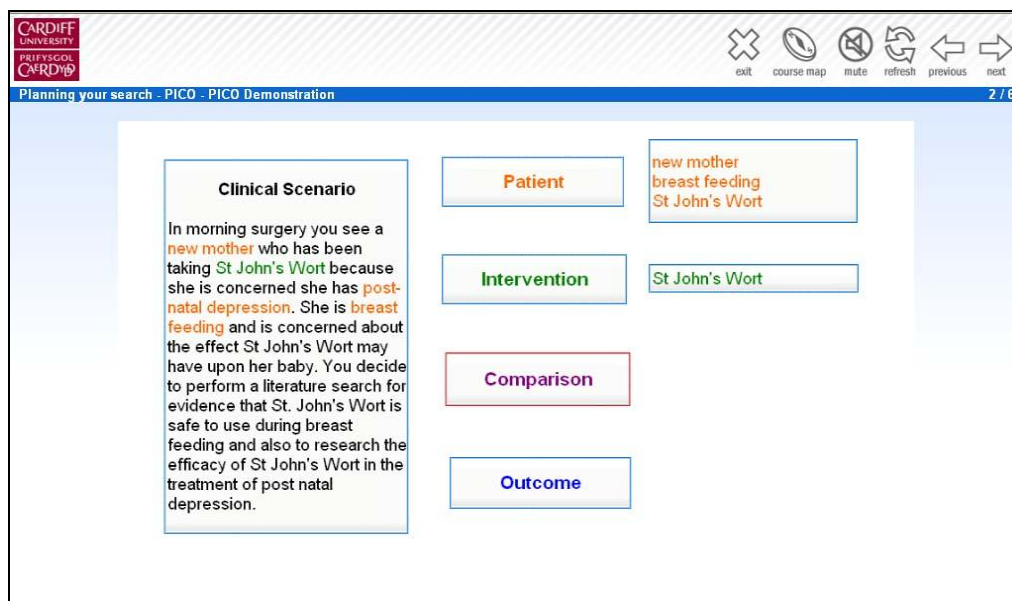 CARDIFF
UNIVERSITY
PRIFYSGOL
CAERDYDD
exit
course map
mute
refresh
previous
next
Planning your search - PICO - PICO Demonstration
2 / 6
Clinical Scenario
In morning surgery you see a
new mother who has been
taking St John's Wort because
she is concerned she has post-
natal depression. She is breast
feeding and is concerned about
the effect St John's Wort may
have upon her baby. You decide
to perform a literature search for
evidence that St. John's Wort is
safe to use during breast
feeding and also to research the
efficacy of St John's Wort in the
treatment of post natal
depression.
Patient
new mother
breast feeding
St John's Wort
Intervention
St John's Wort
Comparison
Outcome